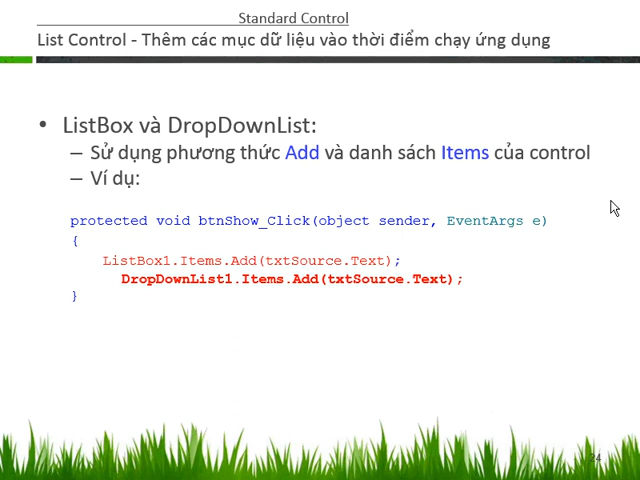 Standard Control
List Control - Thêm các mục dữ liệu vào thời điểm chạy ứng dụng
• ListBox và DropDownList:
– Sử dụng phương thức Add và danh sách Items của control
– Ví dụ:
protected void btnShow_Click(object sender, EventArgs e)
{
ListBox1.Items.Add(txtSource.Text);
DropDownList1.Items.Add(txtSource.Text);
}
24